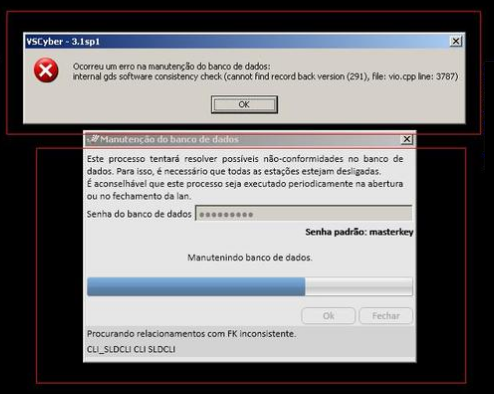 VSCyber - 3.1sp1
Ocorreu um erro na manutenção do banco de dados:
internal gds software consistency check (cannot find record back version (291), file: vio.cpp line: 3787)
OK
Manutenção do banco de dados
Este processo tentará resolver possíveis não-conformidades no banco de
dados. Para isso, é necessário que todas as estações estejam desligadas.
É aconselhável que este processo seja executado periodicamente na abertura
ou no fechamento da lan.
Senha do banco de dados
Senha padrão: masterkey
Manutenindo banco de dados.
Ok Fechar
Procurando relacionamentos com FK inconsistente.
CLI_SLDCLI CLI SLDCLI